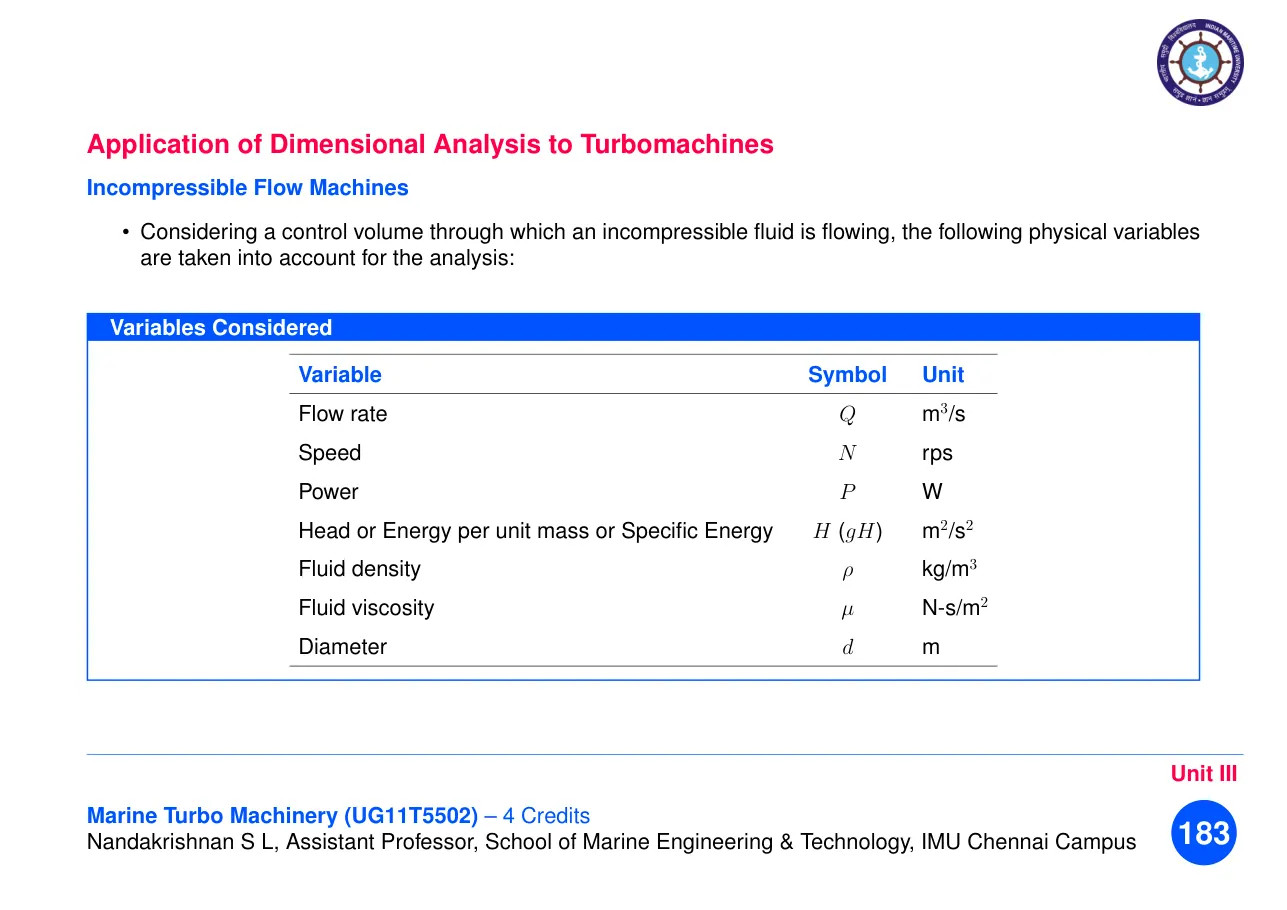 INDIAN MARITIME UNIVERSITY
Application of Dimensional Analysis to Turbomachines
Incompressible Flow Machines
• Considering a control volume through which an incompressible fluid is flowing, the following physical variables
are taken into account for the analysis:
Variables Considered
Variable Symbol Unit
Flow rate Q m³/s
Speed N rps
Power P W
Head or Energy per unit mass or Specific Energy H (gH) m²/s²
Fluid density ρ kg/m³
Fluid viscosity μ N-s/m²
Diameter d m
Unit III
Marine Turbo Machinery (UG11T5502) – 4 Credits
Nandakrishnan S L, Assistant Professor, School of Marine Engineering & Technology, IMU Chennai Campus
183